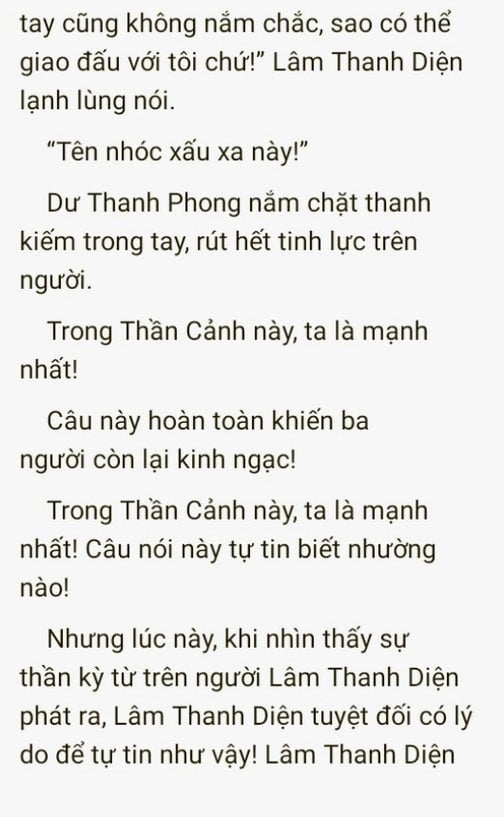 tay cũng không nắm chắc, sao có thể
giao đấu với tôi chứ!” Lâm Thanh Diện
lạnh lùng nói.
“Tên nhóc xấu xa này!”
Dư Thanh Phong nắm chặt thanh
kiếm trong tay, rút hết tinh lực trên
người.
Trong Thần Cảnh này, ta là mạnh
nhất!
Câu này hoàn toàn khiến ba
người còn lại kinh ngạc!
Trong Thần Cảnh này, ta là mạnh
nhất! Câu nói này tự tin biết nhường
nào!
Nhưng lúc này, khi nhìn thấy sự
thần kỳ từ trên người Lâm Thanh Diện
phát ra, Lâm Thanh Diện tuyệt đối có lý
do để tự tin như vậy! Lâm Thanh Diện